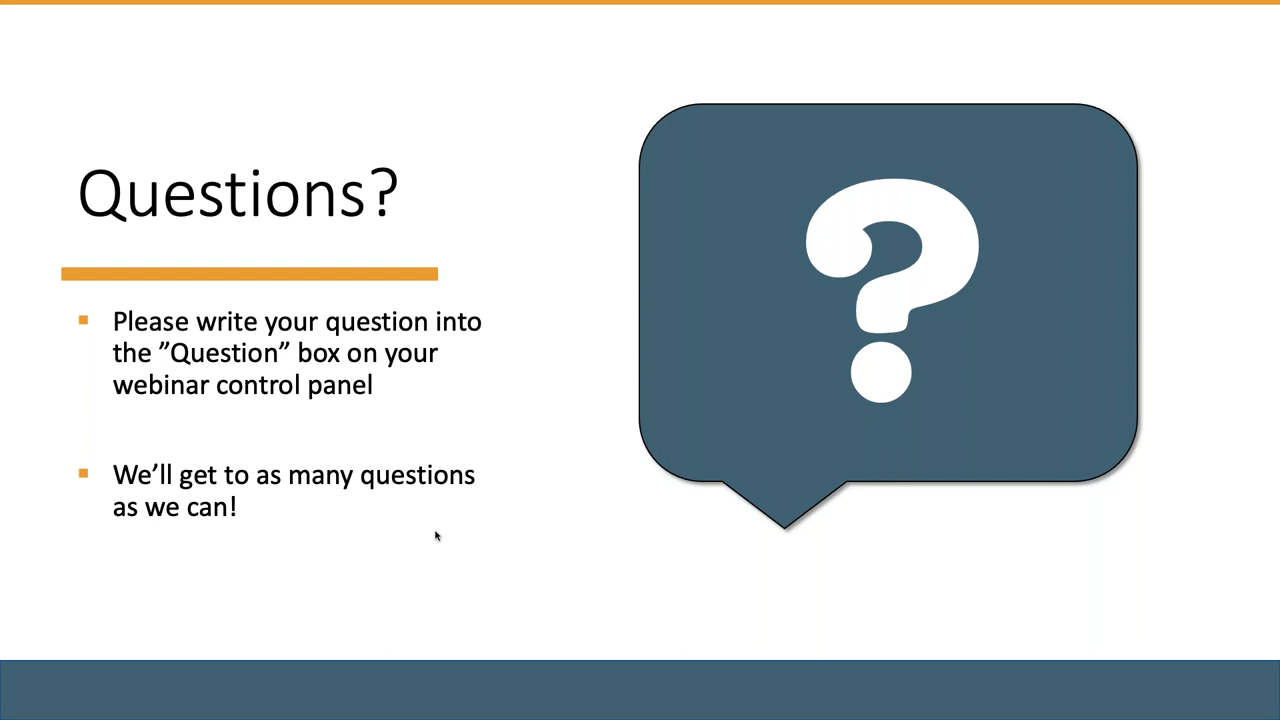 Questions?
Please write your question into
the ”Question” box on your
webinar control panel
We’ll get to as many questions
as we can!
?